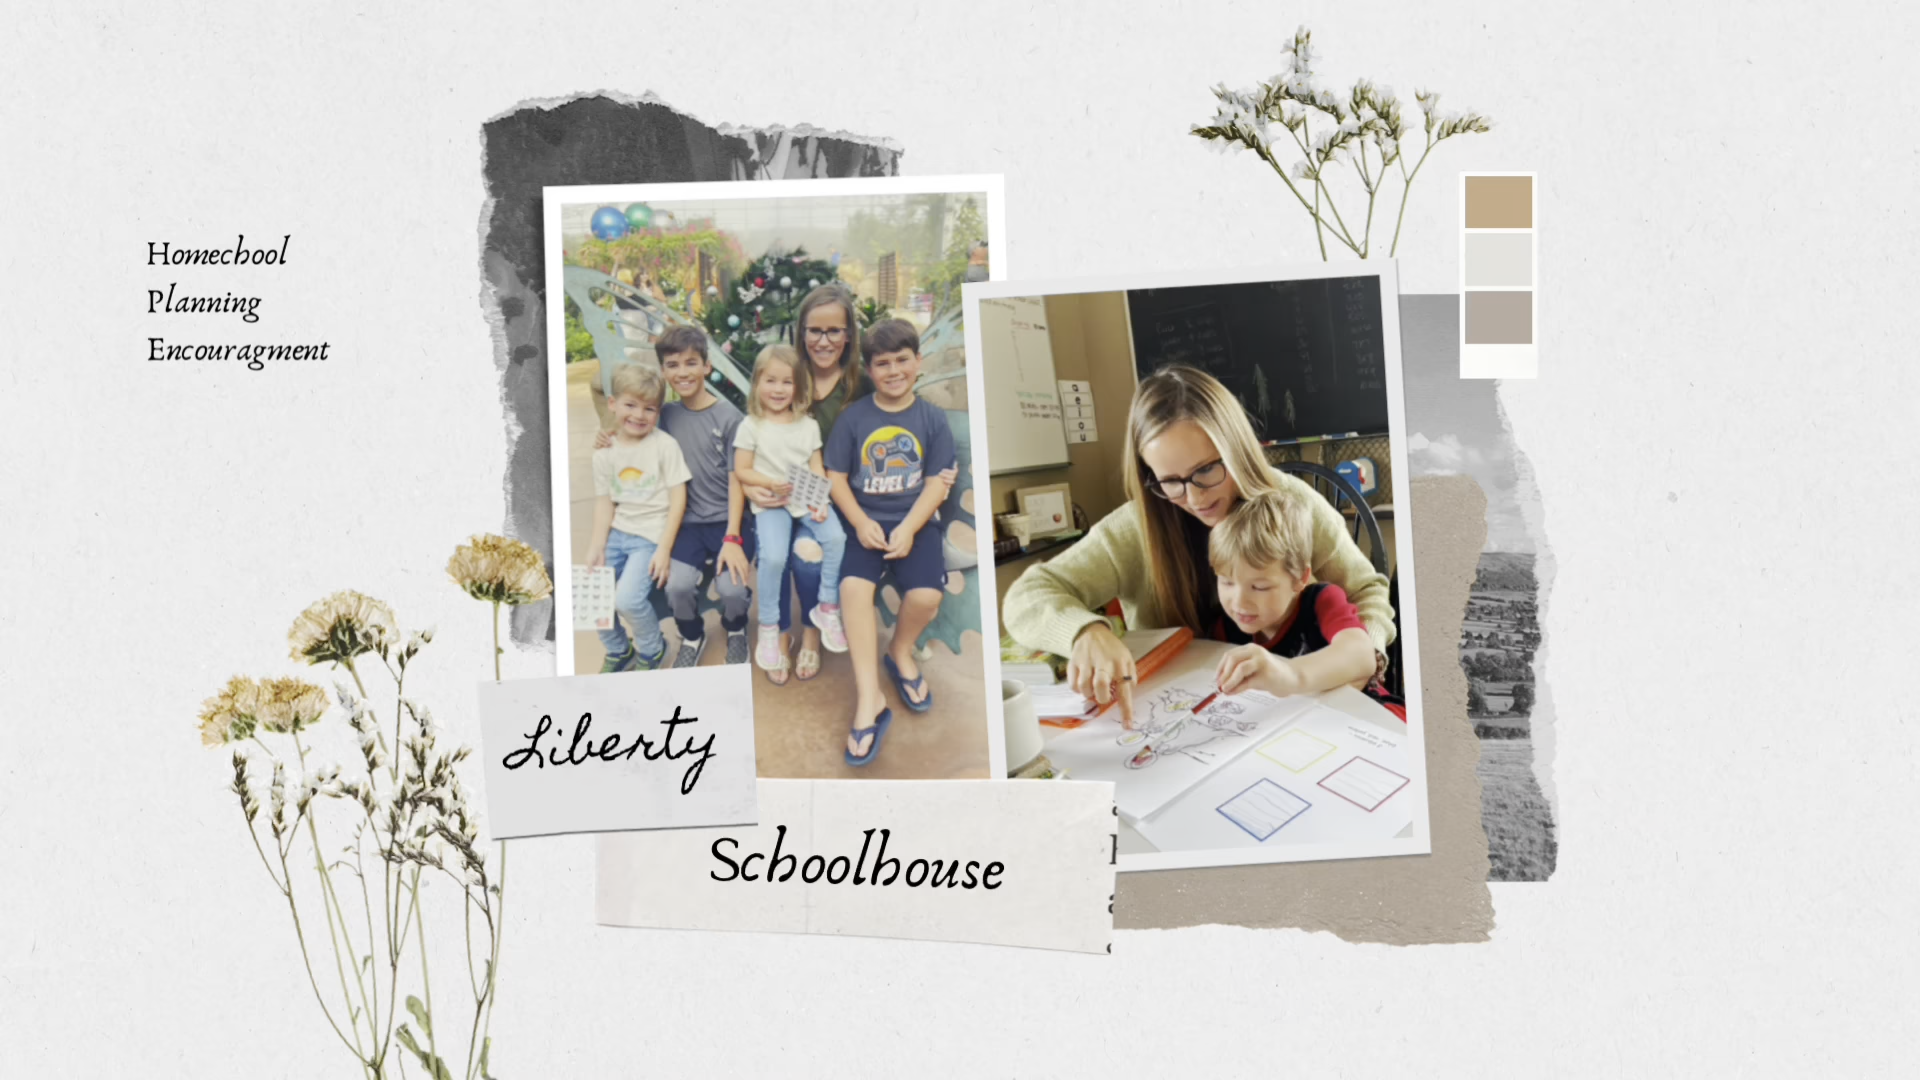 Homechool
Planning
Encouragment
LEVEL UP
a
e
i
o
u
Liberty
Schoolhouse